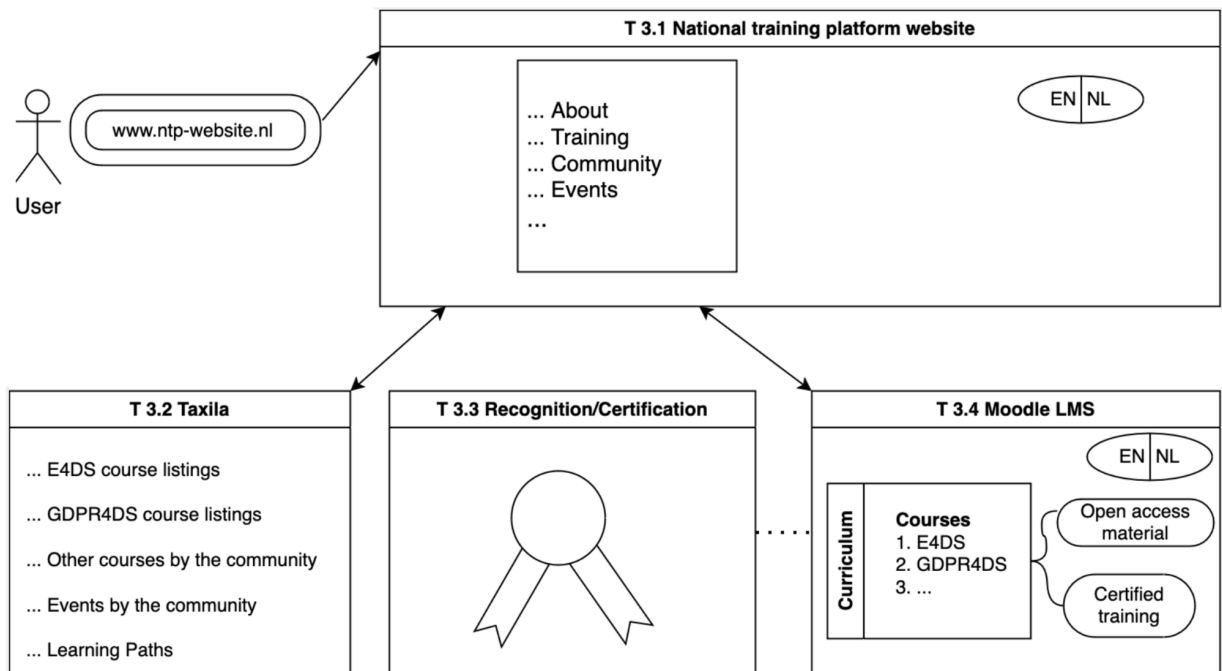 T 3.1 National training platform website
... About
... Training
... Community
... Events
...
EN NL
www.ntp-website.nl
User
T 3.2 Taxila
... E4DS course listings
... GDPR4DS course listings
... Other courses by the community
... Events by the community
... Learning Paths
T 3.3 Recognition/Certification
T 3.4 Moodle LMS
EN NL
Curriculum
Courses
1. E4DS
2. GDPR4DS
3. ...
Open access
material
Certified
training